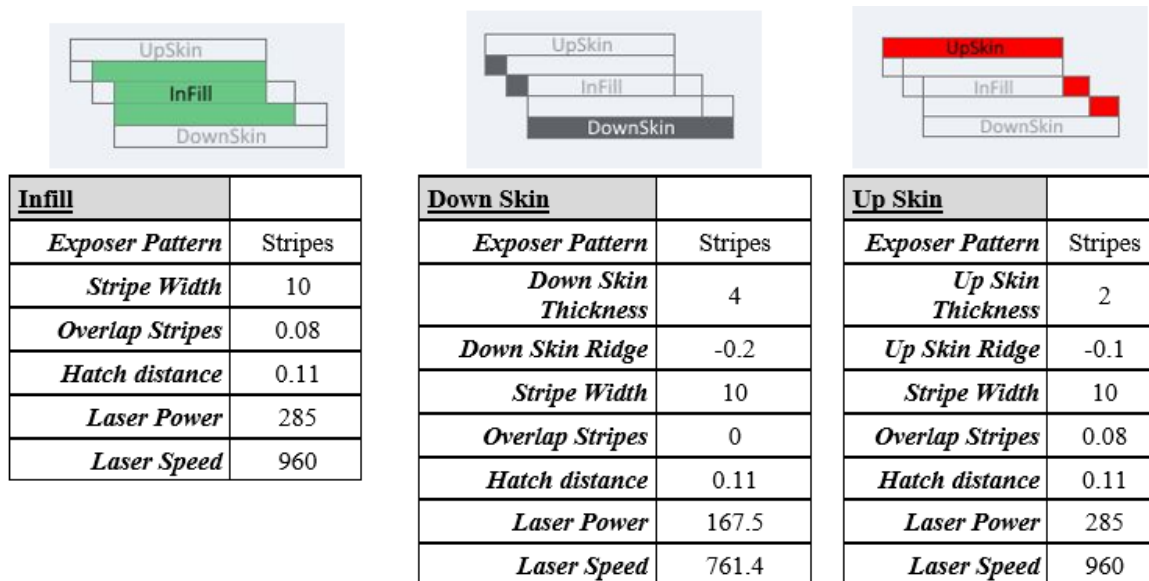 UpSkin
InFill
DownSkin
UpSkin
InFill
DownSkin
UpSkin
InFill
DownSkin
Infill
Exposer Pattern Stripes
Stripe Width 10
Overlap Stripes 0.08
Hatch distance 0.11
Laser Power 285
Laser Speed 960
Down Skin
Exposer Pattern Stripes
Down Skin
Thickness 4
Down Skin Ridge -0.2
Stripe Width 10
Overlap Stripes 0
Hatch distance 0.11
Laser Power 167.5
Laser Speed 761.4
Up Skin
Exposer Pattern Stripes
Up Skin
Thickness 2
Up Skin Ridge -0.1
Stripe Width 10
Overlap Stripes 0.08
Hatch distance 0.11
Laser Power 285
Laser Speed 960